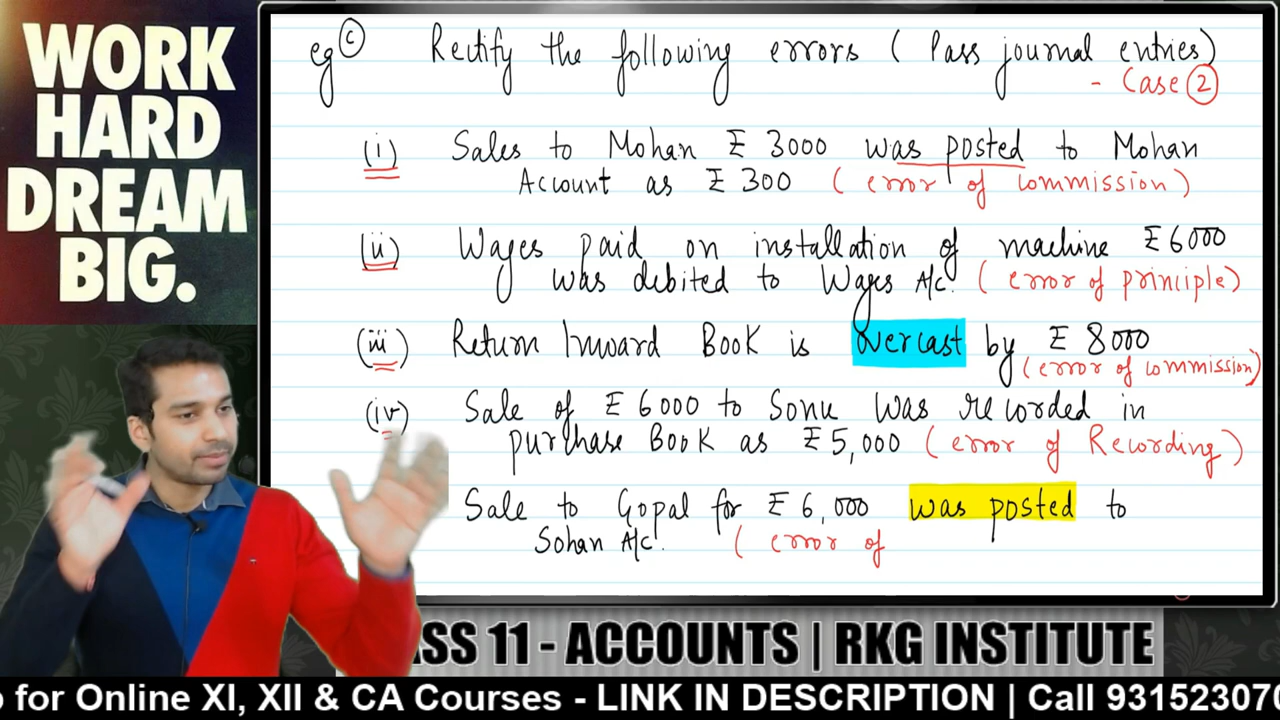 WORK
HARD
DREAM
BIG.
eg (c) Rectify the following errors ( Pass journal entries)
- Case (2)
(i) Sales to Mohan ₹ 3000 was posted to Mohan
Account as ₹ 300 ( error of commission )
(ii) Wages paid on installation of machine ₹ 6000
was debited to Wages A/c. ( error of principle )
(iii) Return Inward Book is overcast by ₹ 8000
( error of commission )
(iv) Sale of ₹ 6000 to Sonu was recorded in
purchase Book as ₹ 5,000 ( error of Recording )
Sale to Gopal for ₹ 6,000 was posted to
Sohan A/c. ( error of
ASS 11 - ACCOUNTS | RKG INSTITUTE
o for Online XI, XII & CA Courses - LINK IN DESCRIPTION | Call 931523070